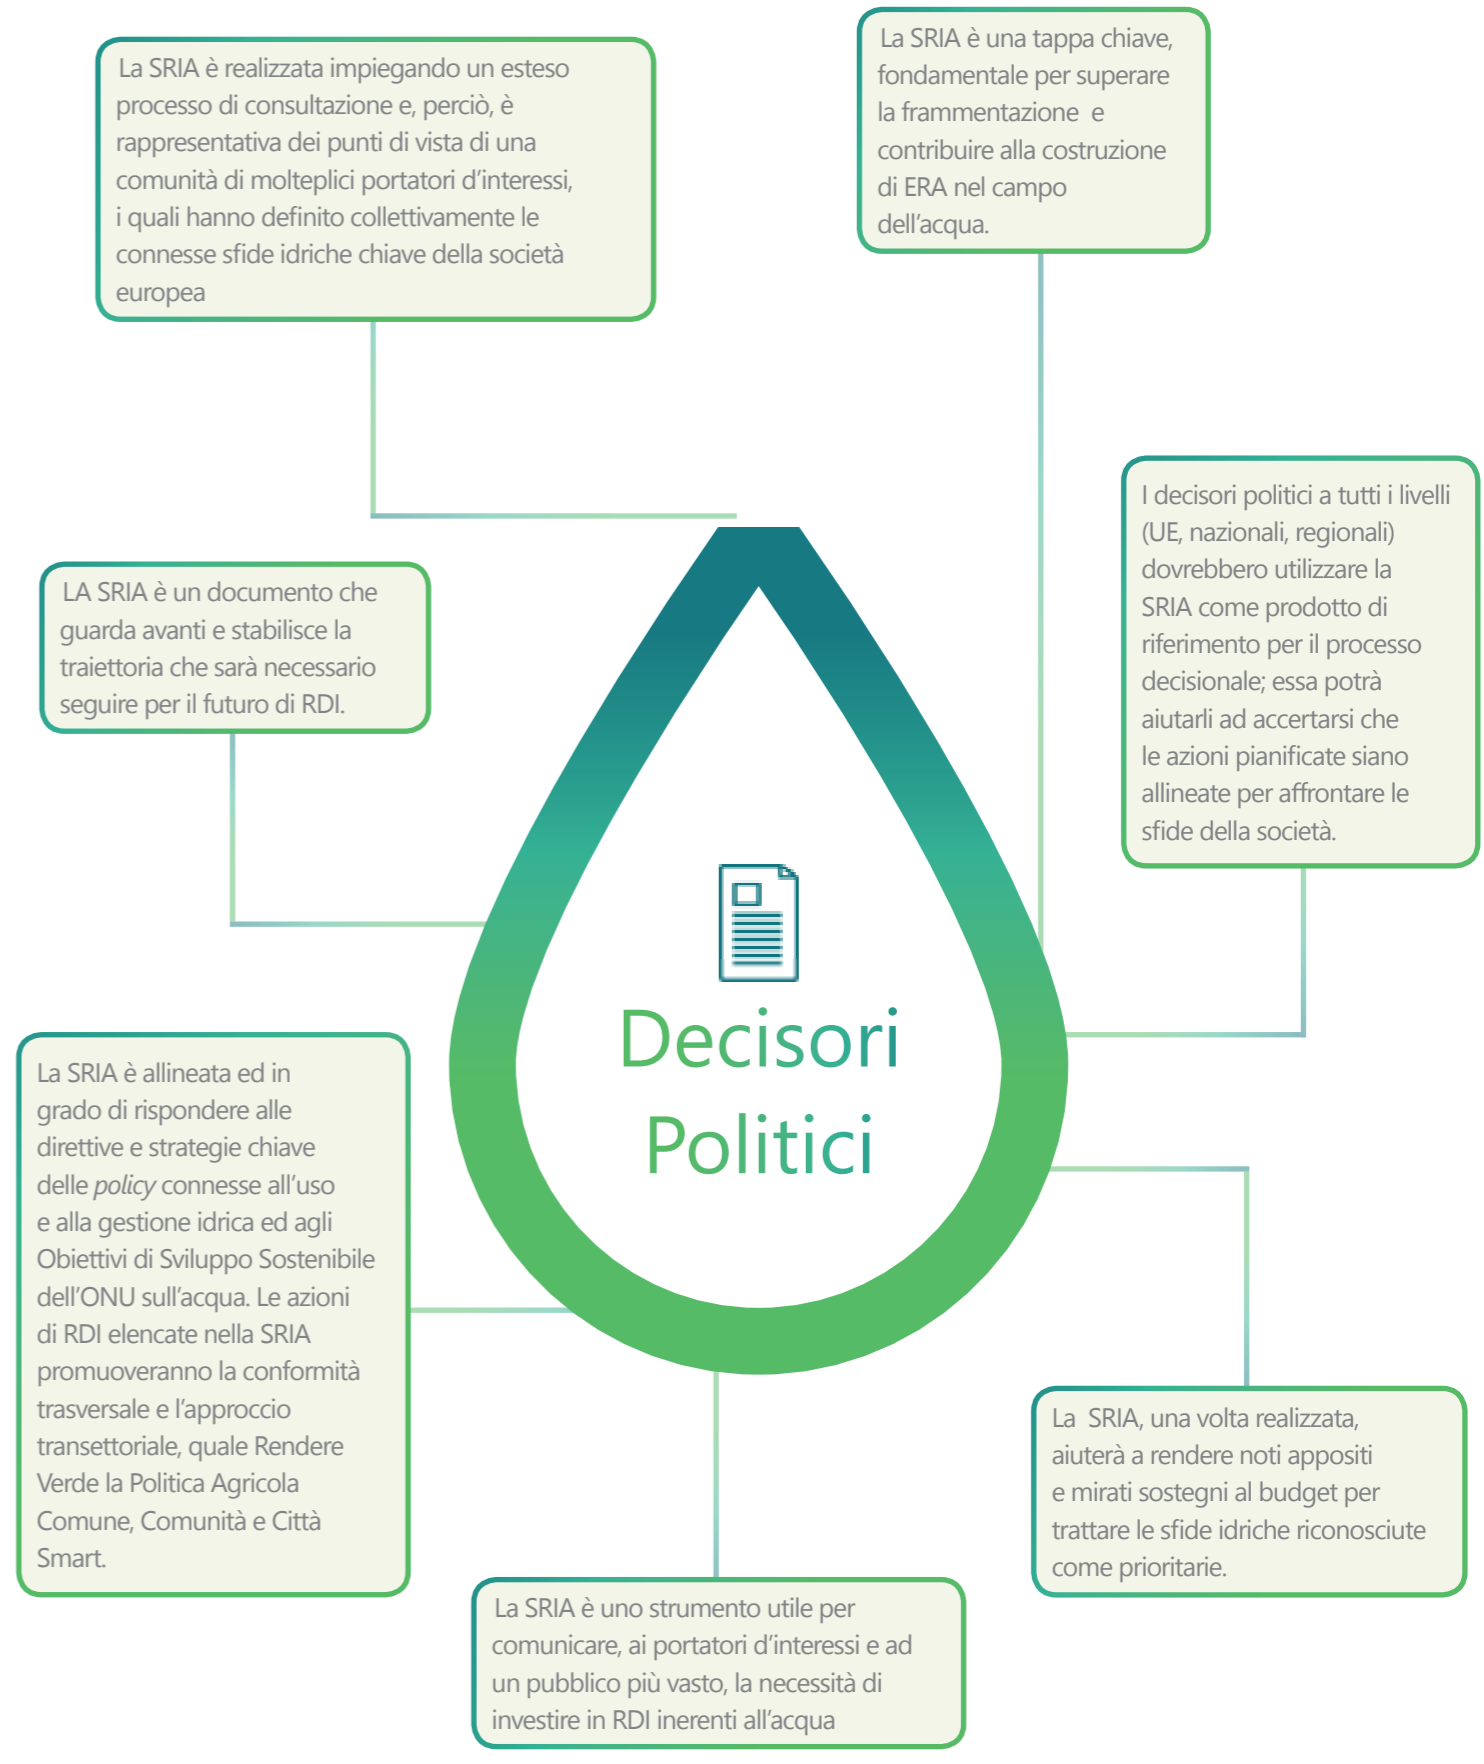 La SRIA è realizzata impiegando un esteso
processo di consultazione e, perciò, è
rappresentativa dei punti di vista di una
comunità di molteplici portatori d'interessi,
i quali hanno definito collettivamente le
connesse sfide idriche chiave della società
europea
La SRIA è una tappa chiave,
fondamentale per superare
la frammentazione e
contribuire alla costruzione
di ERA nel campo
dell'acqua.
I decisori politici a tutti i livelli
(UE, nazionali, regionali)
dovrebbero utilizzare la
SRIA come prodotto di
riferimento per il processo
decisionale; essa potrà
aiutarli ad accertarsi che
le azioni pianificate siano
allineate per affrontare le
sfide della società.
LA SRIA è un documento che
guarda avanti e stabilisce la
traiettoria che sarà necessario
seguire per il futuro di RDI.
Decisori
Politici
La SRIA è allineata ed in
grado di rispondere alle
direttive e strategie chiave
delle policy connesse all'uso
e alla gestione idrica ed agli
Obiettivi di Sviluppo Sostenibile
dell'ONU sull'acqua. Le azioni
di RDI elencate nella SRIA
promuoveranno la conformità
trasversale e l'approccio
transettoriale, quale Rendere
Verde la Politica Agricola
Comune, Comunità e Città
Smart.
La SRIA, una volta realizzata,
aiuterà a rendere noti appositi
e mirati sostegni al budget per
trattare le sfide idriche riconosciute
come prioritarie.
La SRIA è uno strumento utile per
comunicare, ai portatori d'interessi e ad
un pubblico più vasto, la necessità di
investire in RDI inerenti all'acqua